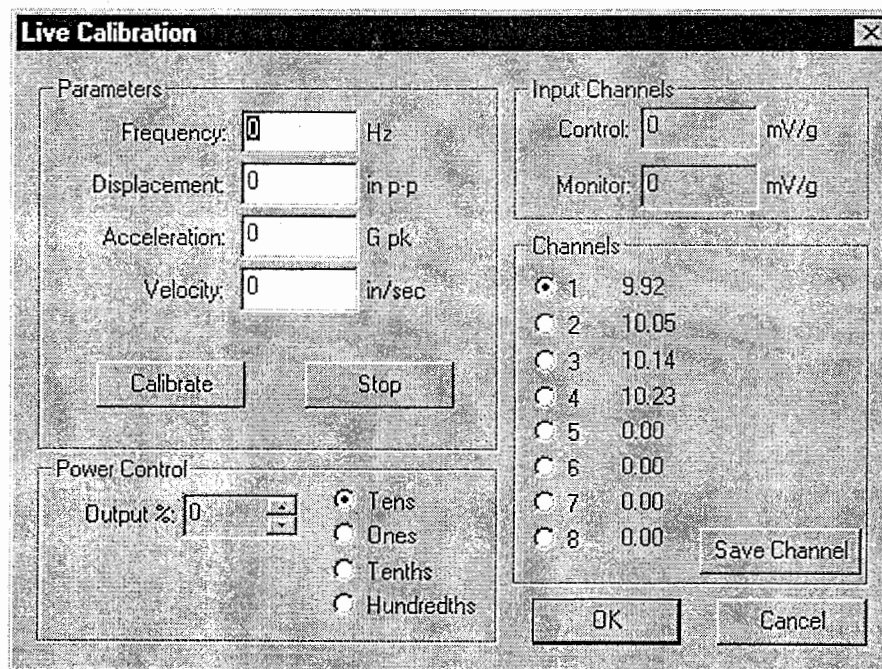 Live Calibration
Parameters
Frequency: 0 Hz
Displacement: 0 in p-p
Acceleration: 0 G pk
Velocity: 0 in/sec
Calibrate Stop
Power Control
Output %: 0
Tens
Ones
Tenths
Hundredths
Input Channels
Control: 0 mV/g
Monitor: 0 mV/g
Channels
1 9.92
2 10.05
3 10.14
4 10.23
5 0.00
6 0.00
7 0.00
8 0.00
Save Channel
OK Cancel